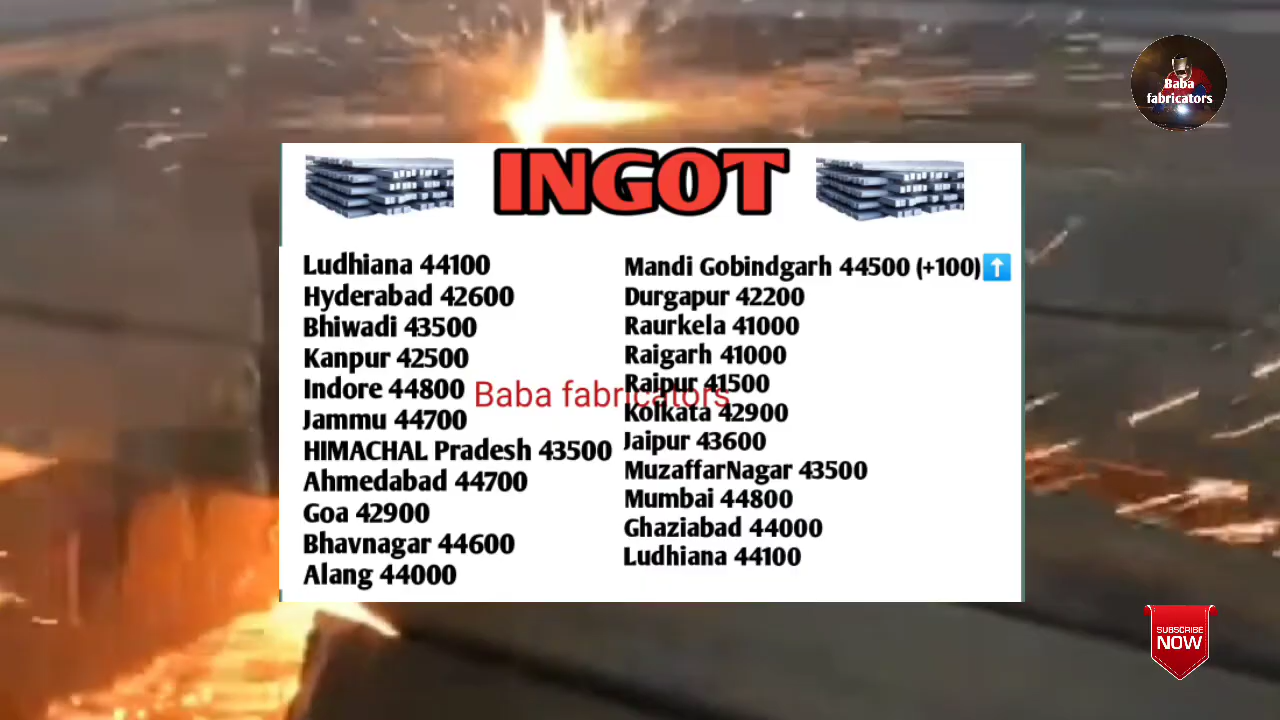 Baba
fabricators
INGOT
Ludhiana 44100
Hyderabad 42600
Bhiwadi 43500
Kanpur 42500
Indore 44800
Jammu 44700
HIMACHAL Pradesh 43500
Ahmedabad 44700
Goa 42900
Bhavnagar 44600
Alang 44000
Mandi Gobindgarh 44500 (+100)⬆️
Durgapur 42200
Raurkela 41000
Raigarh 41000
Raipur 41500
Kolkata 42900
Jaipur 43600
MuzaffarNagar 43500
Mumbai 44800
Ghaziabad 44000
Ludhiana 44100
Baba fabricators
SUBSCRIBE
NOW